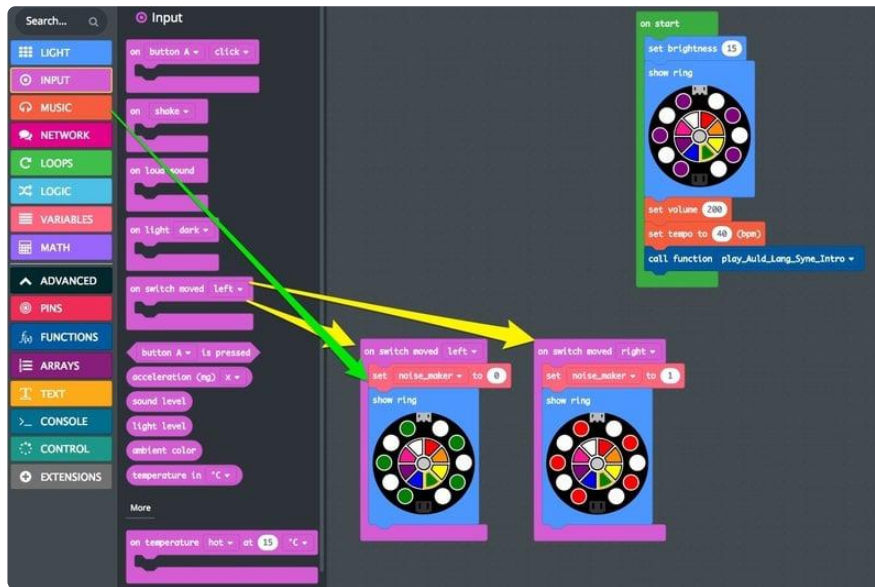 Search...
LIGHT
INPUT
MUSIC
NETWORK
LOOPS
LOGIC
VARIABLES
MATH
ADVANCED
PINS
FUNCTIONS
ARRAYS
TEXT
CONSOLE
CONTROL
EXTENSIONS
Input
on button A click
on shake
on loud sound
on light dark
on switch moved left
button A is pressed
acceleration (mg) x
sound level
light level
ambient color
temperature in °C
More
on temperature hot at 15 °C
on switch moved left
set noise_maker to 0
show ring
on switch moved right
set noise_maker to 1
show ring
on start
set brightness 15
show ring
set volume 200
set tempo to 40 (bpm)
call function play_Auld_Lang_Syne_Intro